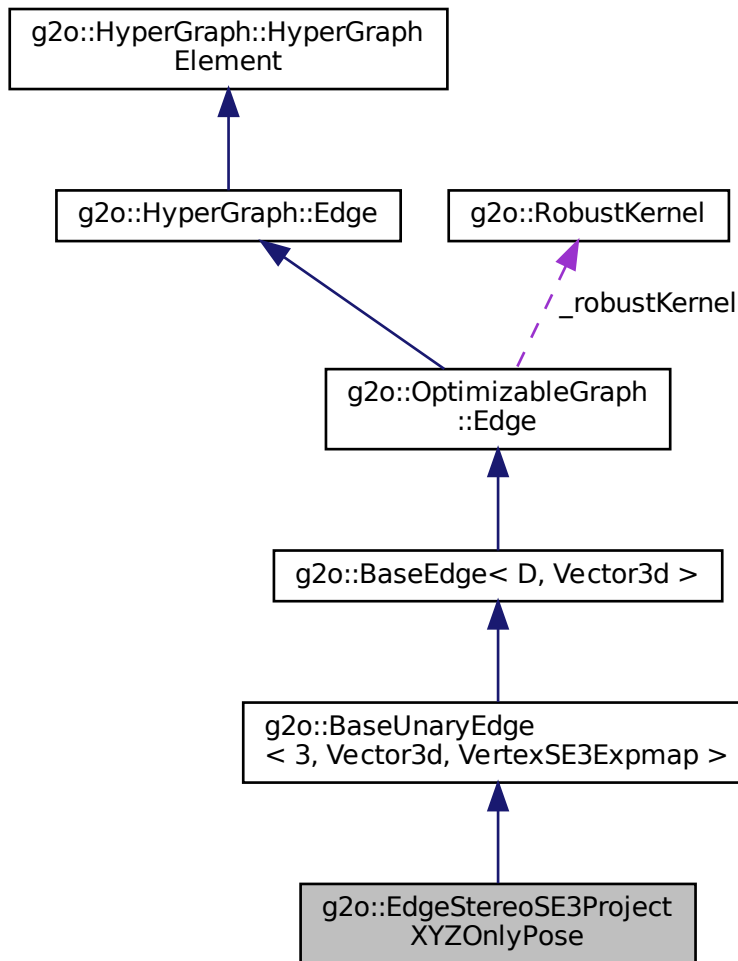 g2o::HyperGraph::HyperGraph
Element
g2o::HyperGraph::Edge
g2o::RobustKernel
_robustKernel
g2o::OptimizableGraph
::Edge
g2o::BaseEdge< D, Vector3d >
g2o::BaseUnaryEdge
< 3, Vector3d, VertexSE3Expmap >
g2o::EdgeStereoSE3Project
XYZOnlyPose